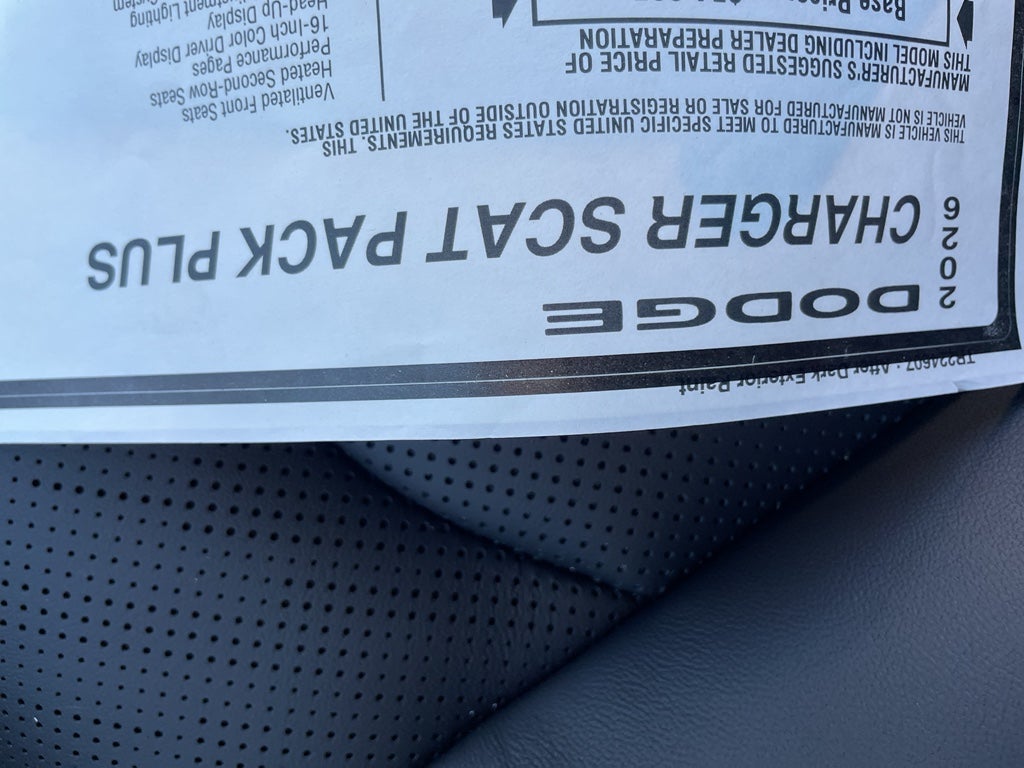 After Dark Exterior Paint
2026
DODGE
CHARGER SCAT PACK PLUS
THIS VEHICLE IS MANUFACTURED TO MEET SPECIFIC UNITED STATES REQUIREMENTS. THIS
VEHICLE IS NOT MANUFACTURED FOR SALE OR REGISTRATION OUTSIDE OF THE UNITED STATES.
MANUFACTURER'S SUGGESTED RETAIL PRICE OF
THIS MODEL INCLUDING DEALER PREPARATION
Base Price:
Ventilated Front Seats
Heated Second-Row Seats
Performance Pages
16-Inch Color Driver Display
Head-Up Display
Lighting